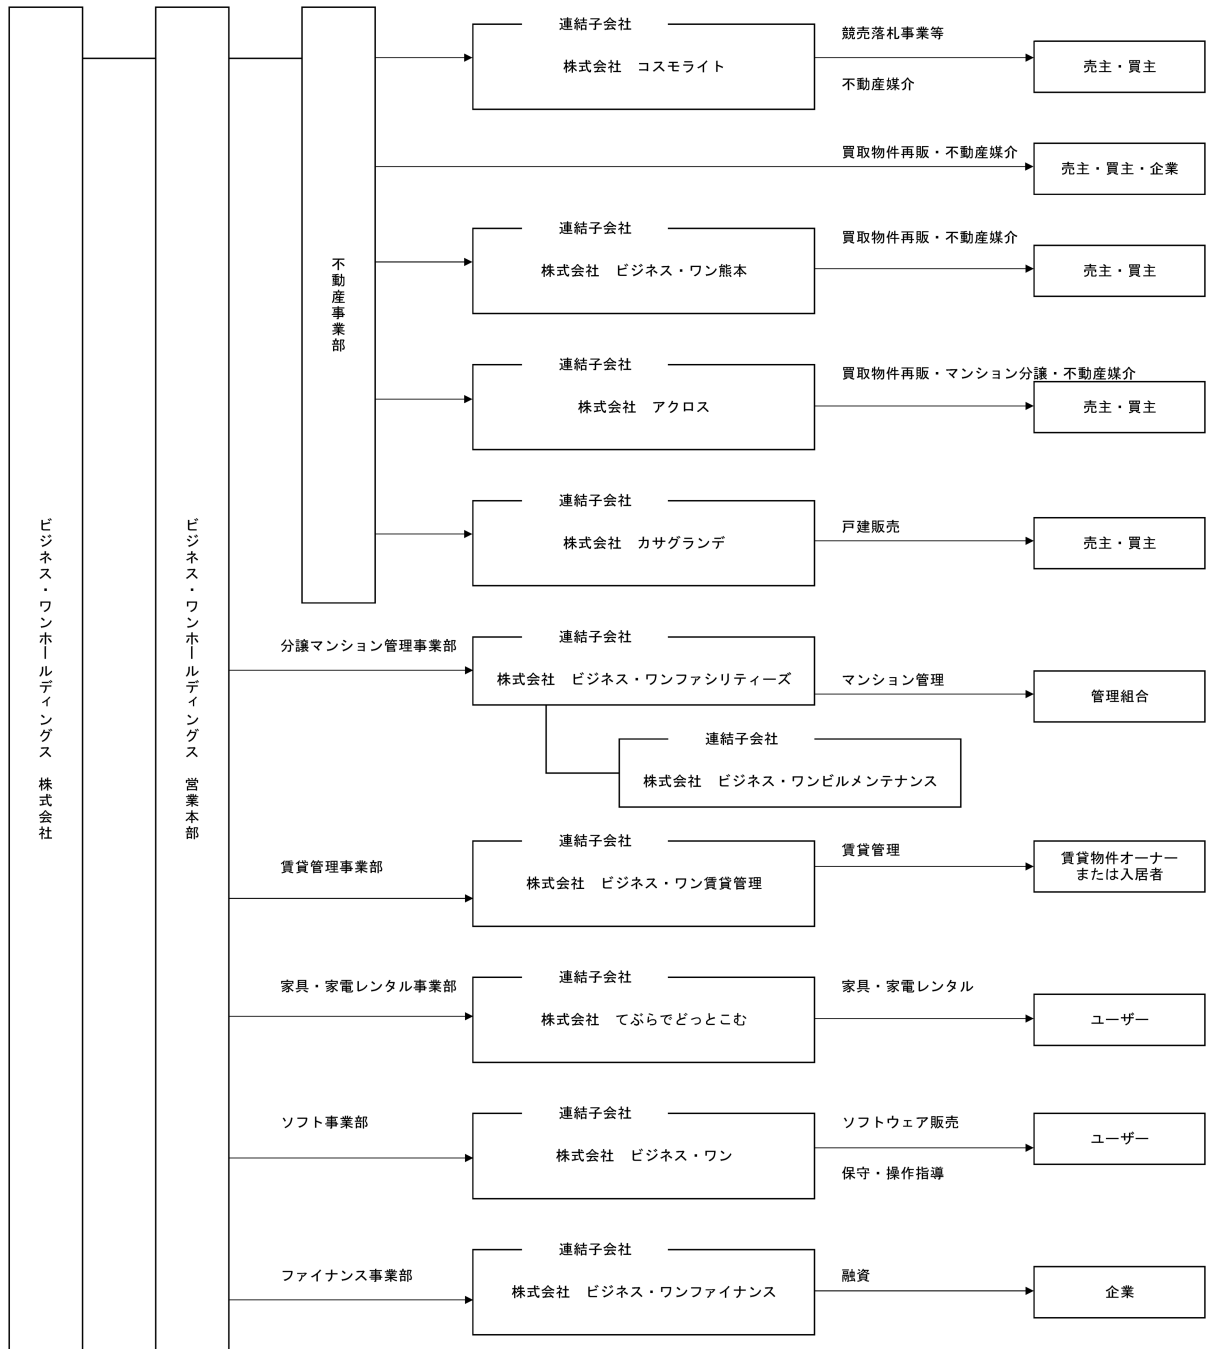 ビジネス・ワンホールディングス　株式会社
ビジネス・ワンホールディングス　営業本部
不動産事業部
連結子会社
株式会社　コスモライト
競売落札事業等
不動産媒介
売主・買主
買取物件再販・不動産媒介
売主・買主・企業
連結子会社
株式会社　ビジネス・ワン熊本
買取物件再販・不動産媒介
売主・買主
連結子会社
株式会社　アクロス
買取物件再販・マンション分譲・不動産媒介
売主・買主
連結子会社
株式会社　カサグランデ
戸建販売
売主・買主
分譲マンション管理事業部
連結子会社
株式会社　ビジネス・ワンファシリティーズ
マンション管理
管理組合
連結子会社
株式会社　ビジネス・ワンビルメンテナンス
賃貸管理事業部
連結子会社
株式会社　ビジネス・ワン賃貸管理
賃貸管理
賃貸物件オーナー
または入居者
家具・家電レンタル事業部
連結子会社
株式会社　てぶらでどっとこむ
家具・家電レンタル
ユーザー
ソフト事業部
連結子会社
株式会社　ビジネス・ワン
ソフトウェア販売
保守・操作指導
ユーザー
ファイナンス事業部
連結子会社
株式会社　ビジネス・ワンファイナンス
融資
企業